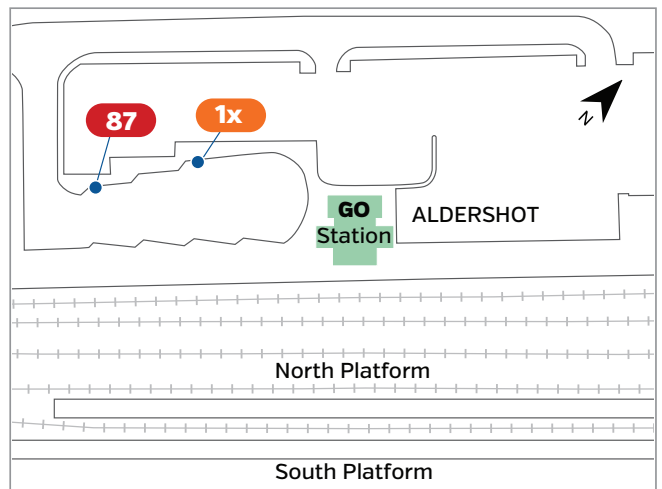 1x
87
N
GO
Station
ALDERSHOT
North Platform
South Platform